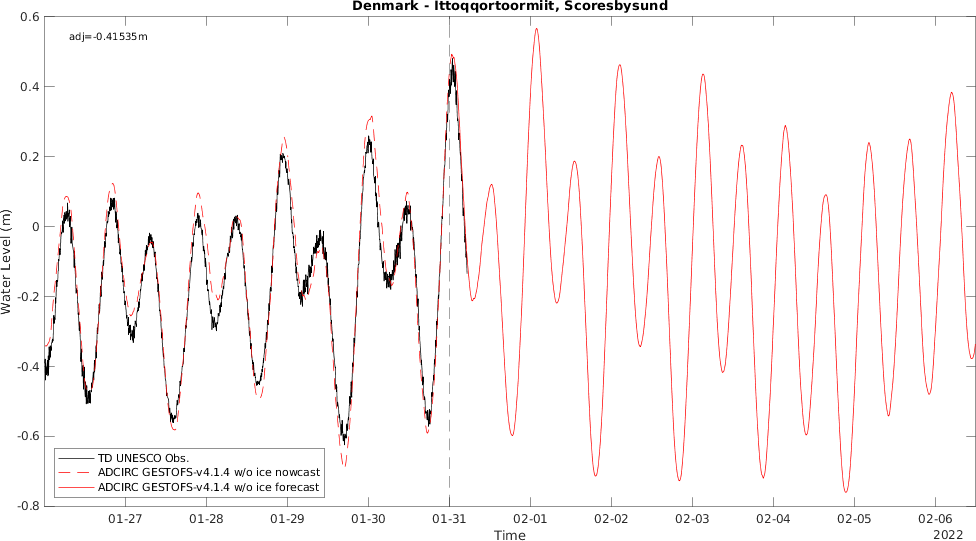 Denmark - Ittoqqortoormiit, Scoresbysund
adj=-0.41535m
0.6
0.4
0.2
0
-0.2
-0.4
-0.6
-0.8
Water Level (m)
TD UNESCO Obs.
ADCIRC GESTOFS-v4.1.4 w/o ice nowcast
ADCIRC GESTOFS-v4.1.4 w/o ice forecast
01-27 01-28 01-29 01-30 01-31 02-01 02-02 02-03 02-04 02-05 02-06
Time
2022